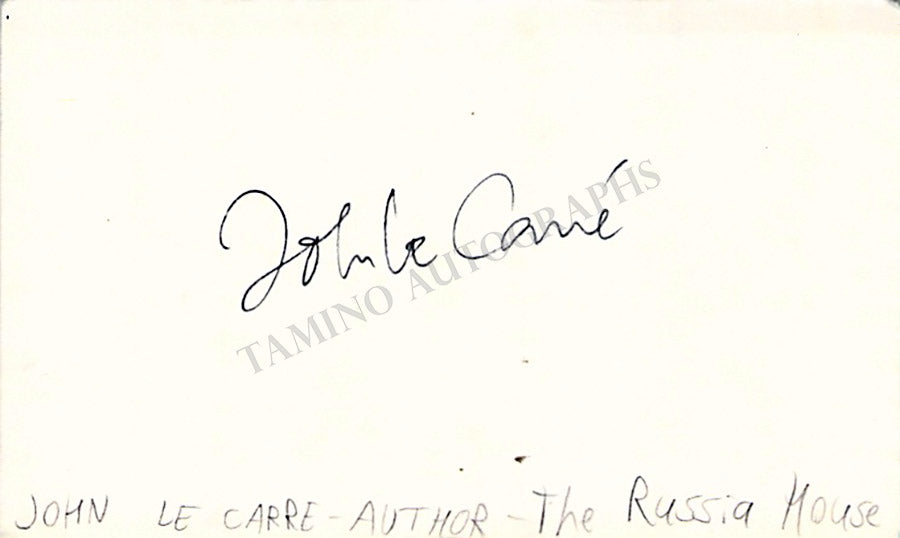 John le Carré
TAMINO AUTOGRAPHS
JOHN LE CARRE - AUTHOR - The Russia House